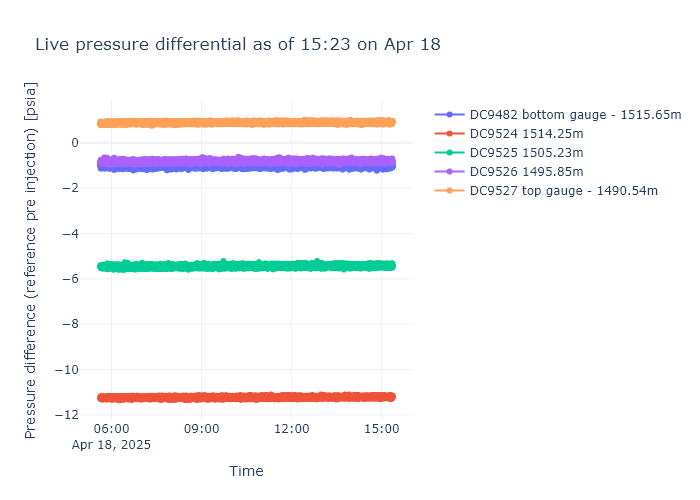 Live pressure differential as of 15:23 on Apr 18
Pressure difference (reference pre injection) [psia]
0
−2
−4
−6
−8
−10
−12
06:00
09:00
12:00
15:00
Apr 18, 2025
Time
DC9482 bottom gauge - 1515.65m
DC9524 1514.25m
DC9525 1505.23m
DC9526 1495.85m
DC9527 top gauge - 1490.54m